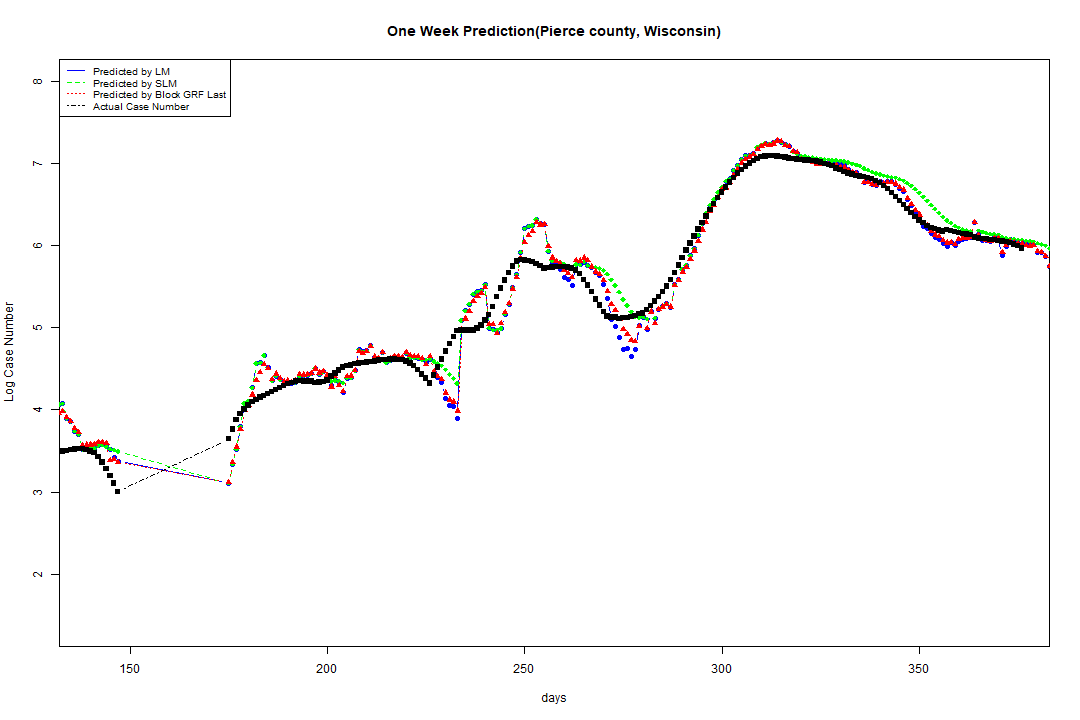 One Week Prediction(Pierce county, Wisconsin)
Predicted by LM
Predicted by SLM
Predicted by Block GRF Last
Actual Case Number
8
7
6
5
4
3
2
Log Case Number
150 200 250 300 350
days